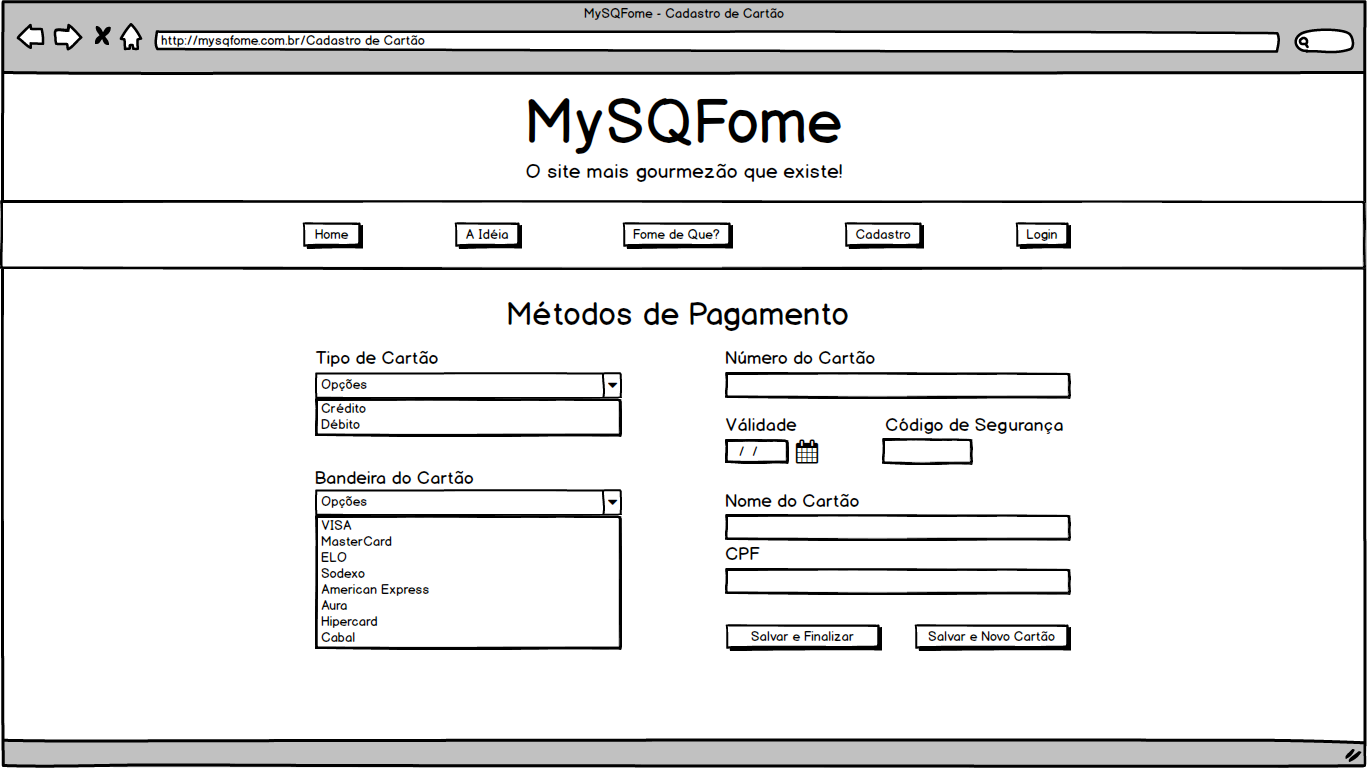 MySQFome - Cadastro de Cartão
http://mysqfome.com.br/Cadastro de Cartão
MySQFome
O site mais gourmezão que existe!
Home
A Idéia
Fome de Que?
Cadastro
Login
Métodos de Pagamento
Tipo de Cartão
Opções
Crédito
Débito
Bandeira do Cartão
Opções
VISA
MasterCard
ELO
Sodexo
American Express
Aura
Hipercard
Cabal
Número do Cartão
Válidade
Código de Segurança
/ /
Nome do Cartão
CPF
Salvar e Finalizar
Salvar e Novo Cartão